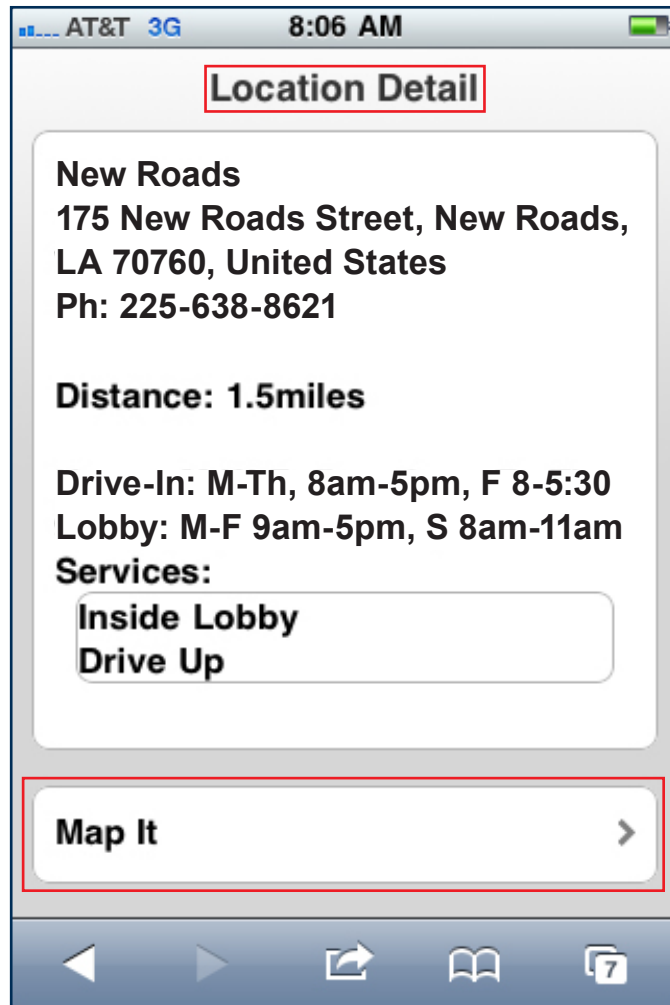 AT&T 3G 8:06 AM
Location Detail
New Roads
175 New Roads Street, New Roads,
LA 70760, United States
Ph: 225-638-8621
Distance: 1.5miles
Drive-In: M-Th, 8am-5pm, F 8-5:30
Lobby: M-F 9am-5pm, S 8am-11am
Services:
Inside Lobby
Drive Up
Map It
7